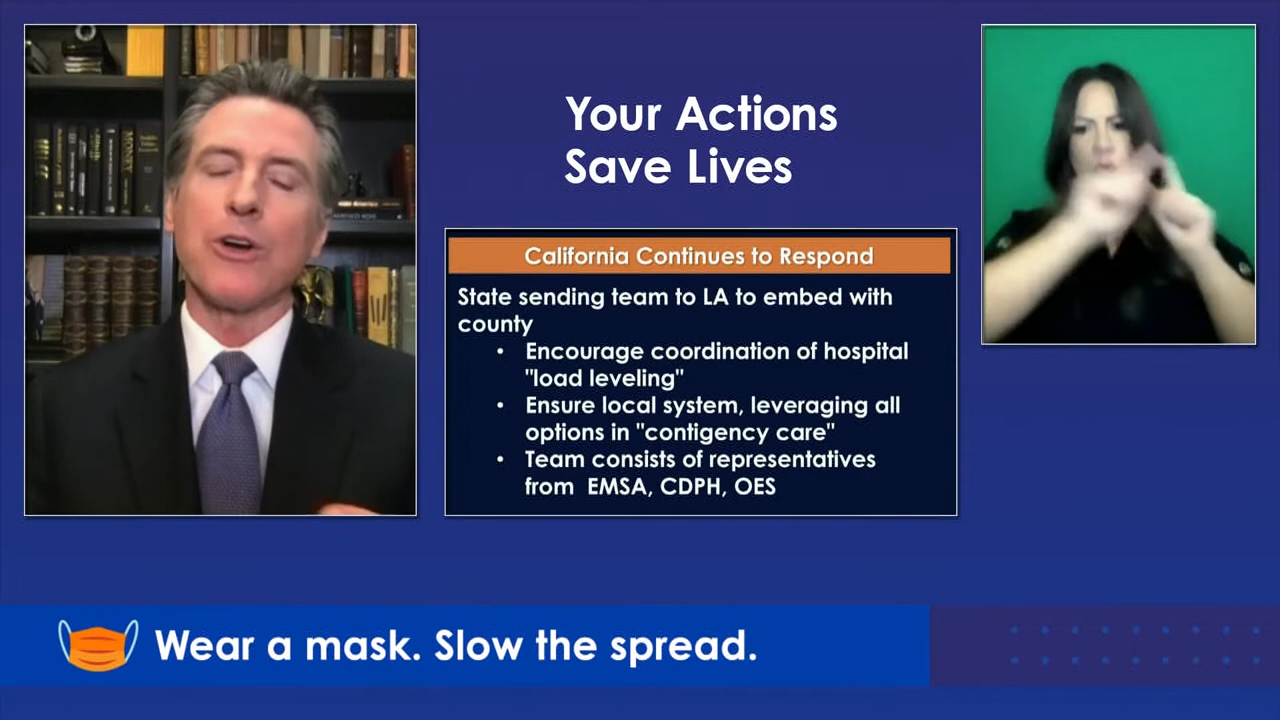 Your Actions
Save Lives
California Continues to Respond
State sending team to LA to embed with
county
• Encourage coordination of hospital
"load leveling"
• Ensure local system, leveraging all
options in "contigency care"
• Team consists of representatives
from EMSA, CDPH, OES
Wear a mask. Slow the spread.
MONEY